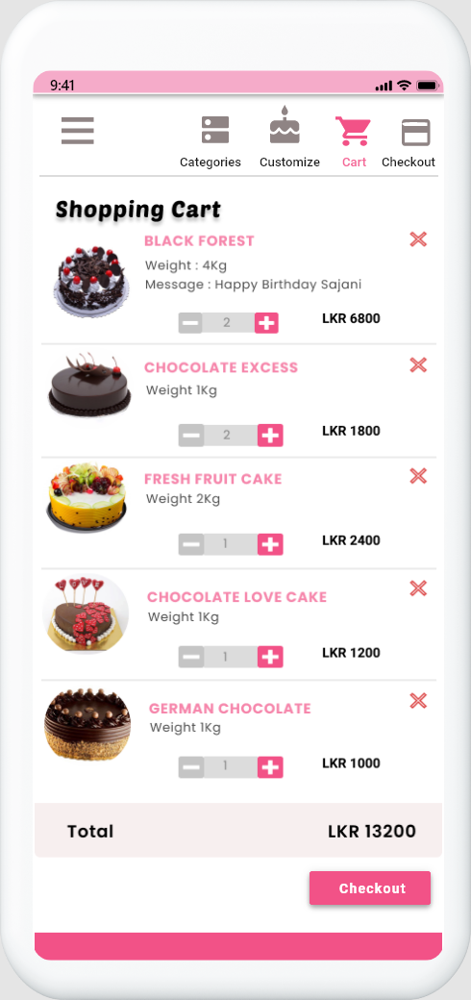 9:41
Categories Customize Cart Checkout
Shopping Cart
BLACK FOREST
Weight : 4Kg
Message : Happy Birthday Sajani
2 LKR 6800
CHOCOLATE EXCESS
Weight 1Kg
2 LKR 1800
FRESH FRUIT CAKE
Weight 2Kg
1 LKR 2400
CHOCOLATE LOVE CAKE
Weight 1Kg
1 LKR 1200
GERMAN CHOCOLATE
Weight 1Kg
1 LKR 1000
Total LKR 13200
Checkout